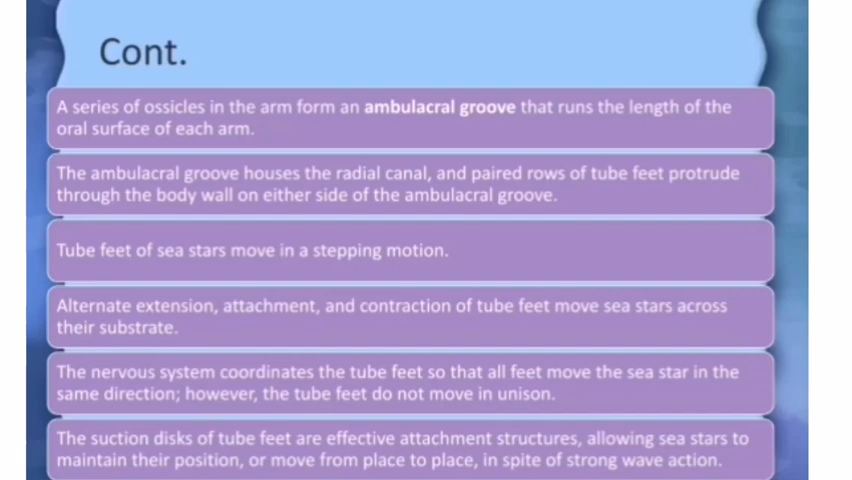 Cont.
A series of ossicles in the arm form an ambulacral groove that runs the length of the
oral surface of each arm.
The ambulacral groove houses the radial canal, and paired rows of tube feet protrude
through the body wall on either side of the ambulacral groove.
Tube feet of sea stars move in a stepping motion.
Alternate extension, attachment, and contraction of tube feet move sea stars across
their substrate.
The nervous system coordinates the tube feet so that all feet move the sea star in the
same direction; however, the tube feet do not move in unison.
The suction disks of tube feet are effective attachment structures, allowing sea stars to
maintain their position, or move from place to place, in spite of strong wave action.